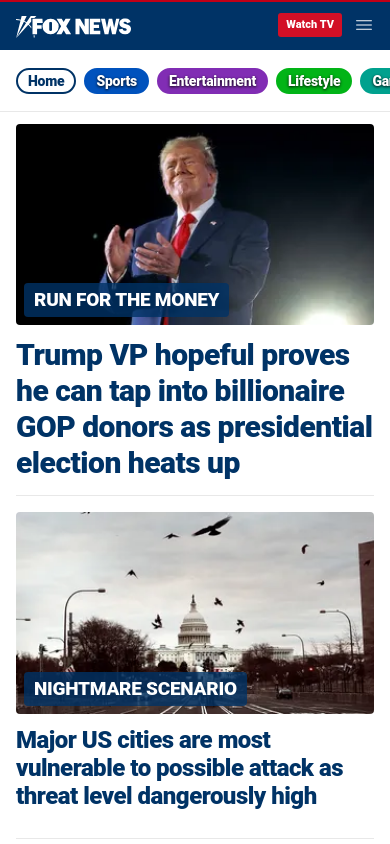 FOX NEWS
Watch TV
Home
Sports
Entertainment
Lifestyle
RUN FOR THE MONEY
Trump VP hopeful proves
he can tap into billionaire
GOP donors as presidential
election heats up
NIGHTMARE SCENARIO
Major US cities are most
vulnerable to possible attack as
threat level dangerously high